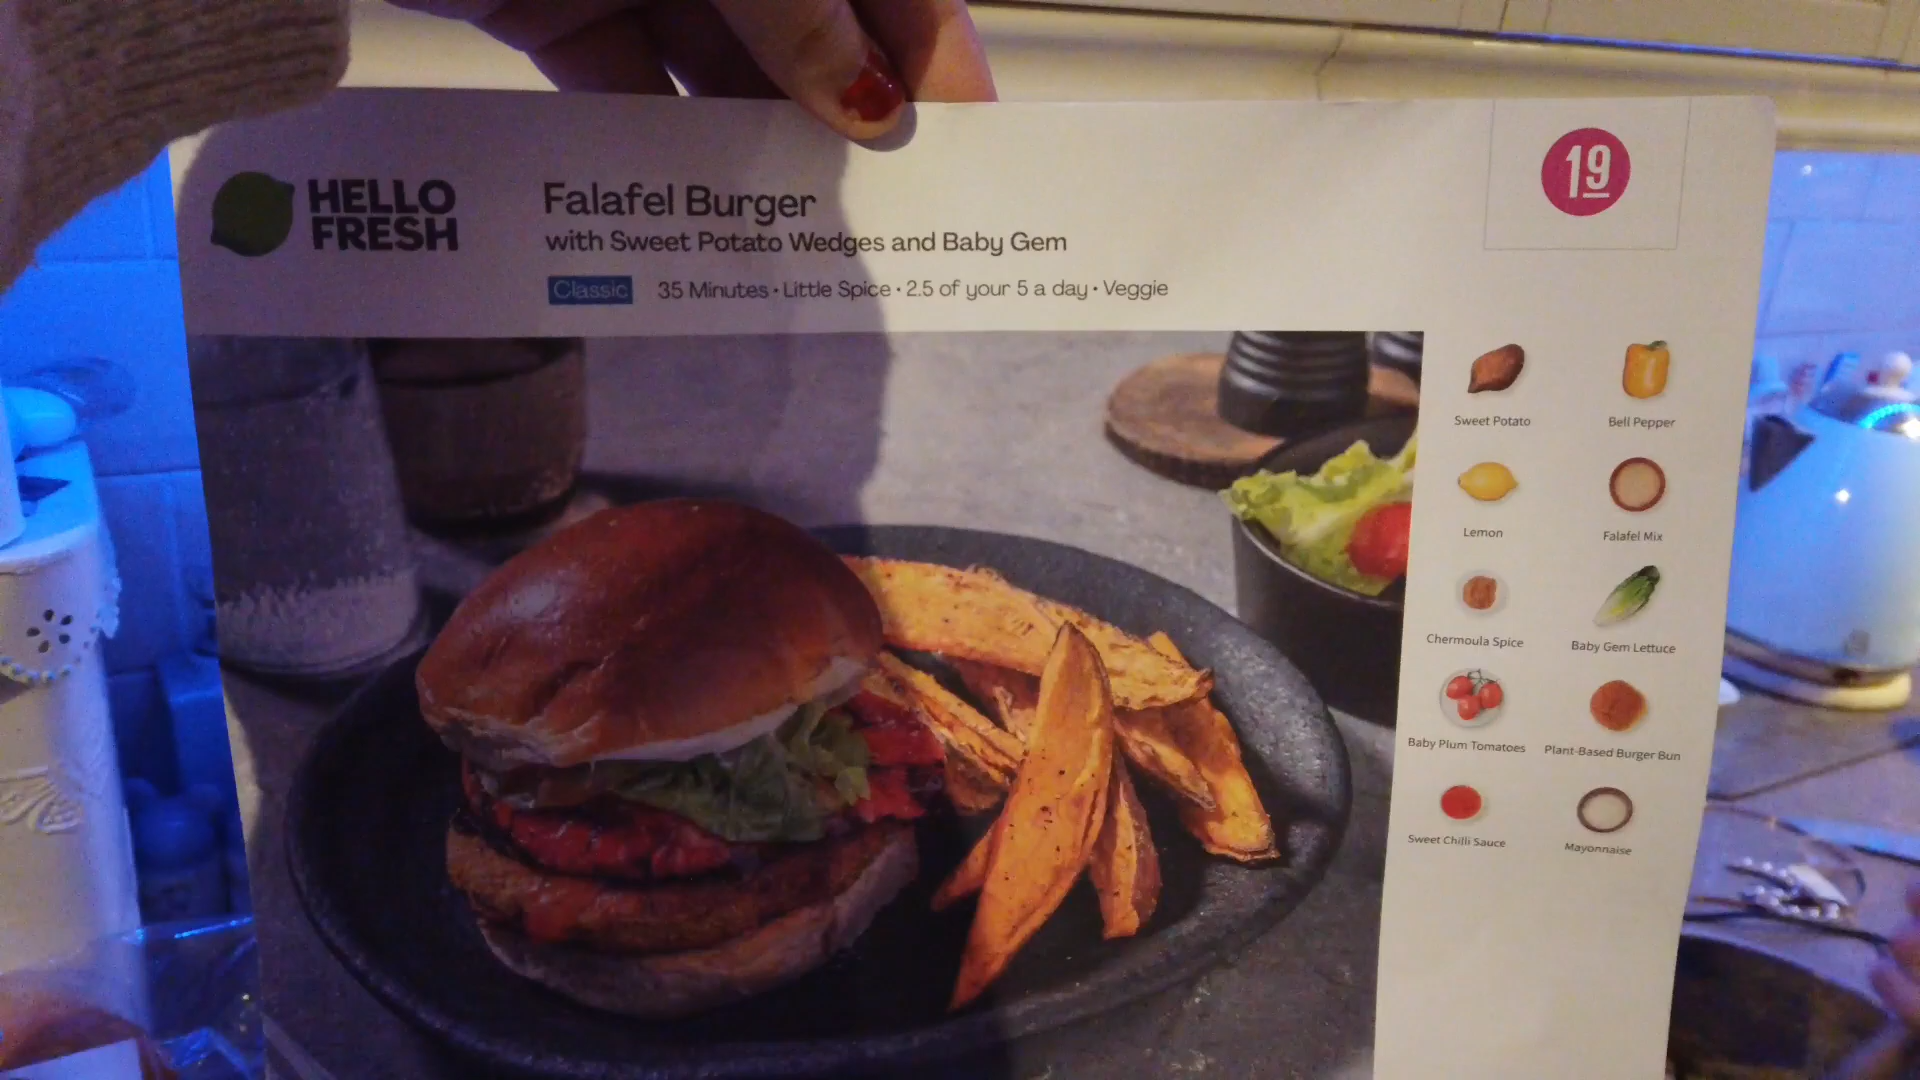 HELLO
FRESH
Falafel Burger
with Sweet Potato Wedges and Baby Gem
Classic 35 Minutes • Little Spice • 2.5 of your 5 a day • Veggie
19
Sweet Potato
Bell Pepper
Lemon
Falafel Mix
Chermoula Spice
Baby Gem Lettuce
Baby Plum Tomatoes
Plant-Based Burger Bun
Sweet Chilli Sauce
Mayonnaise